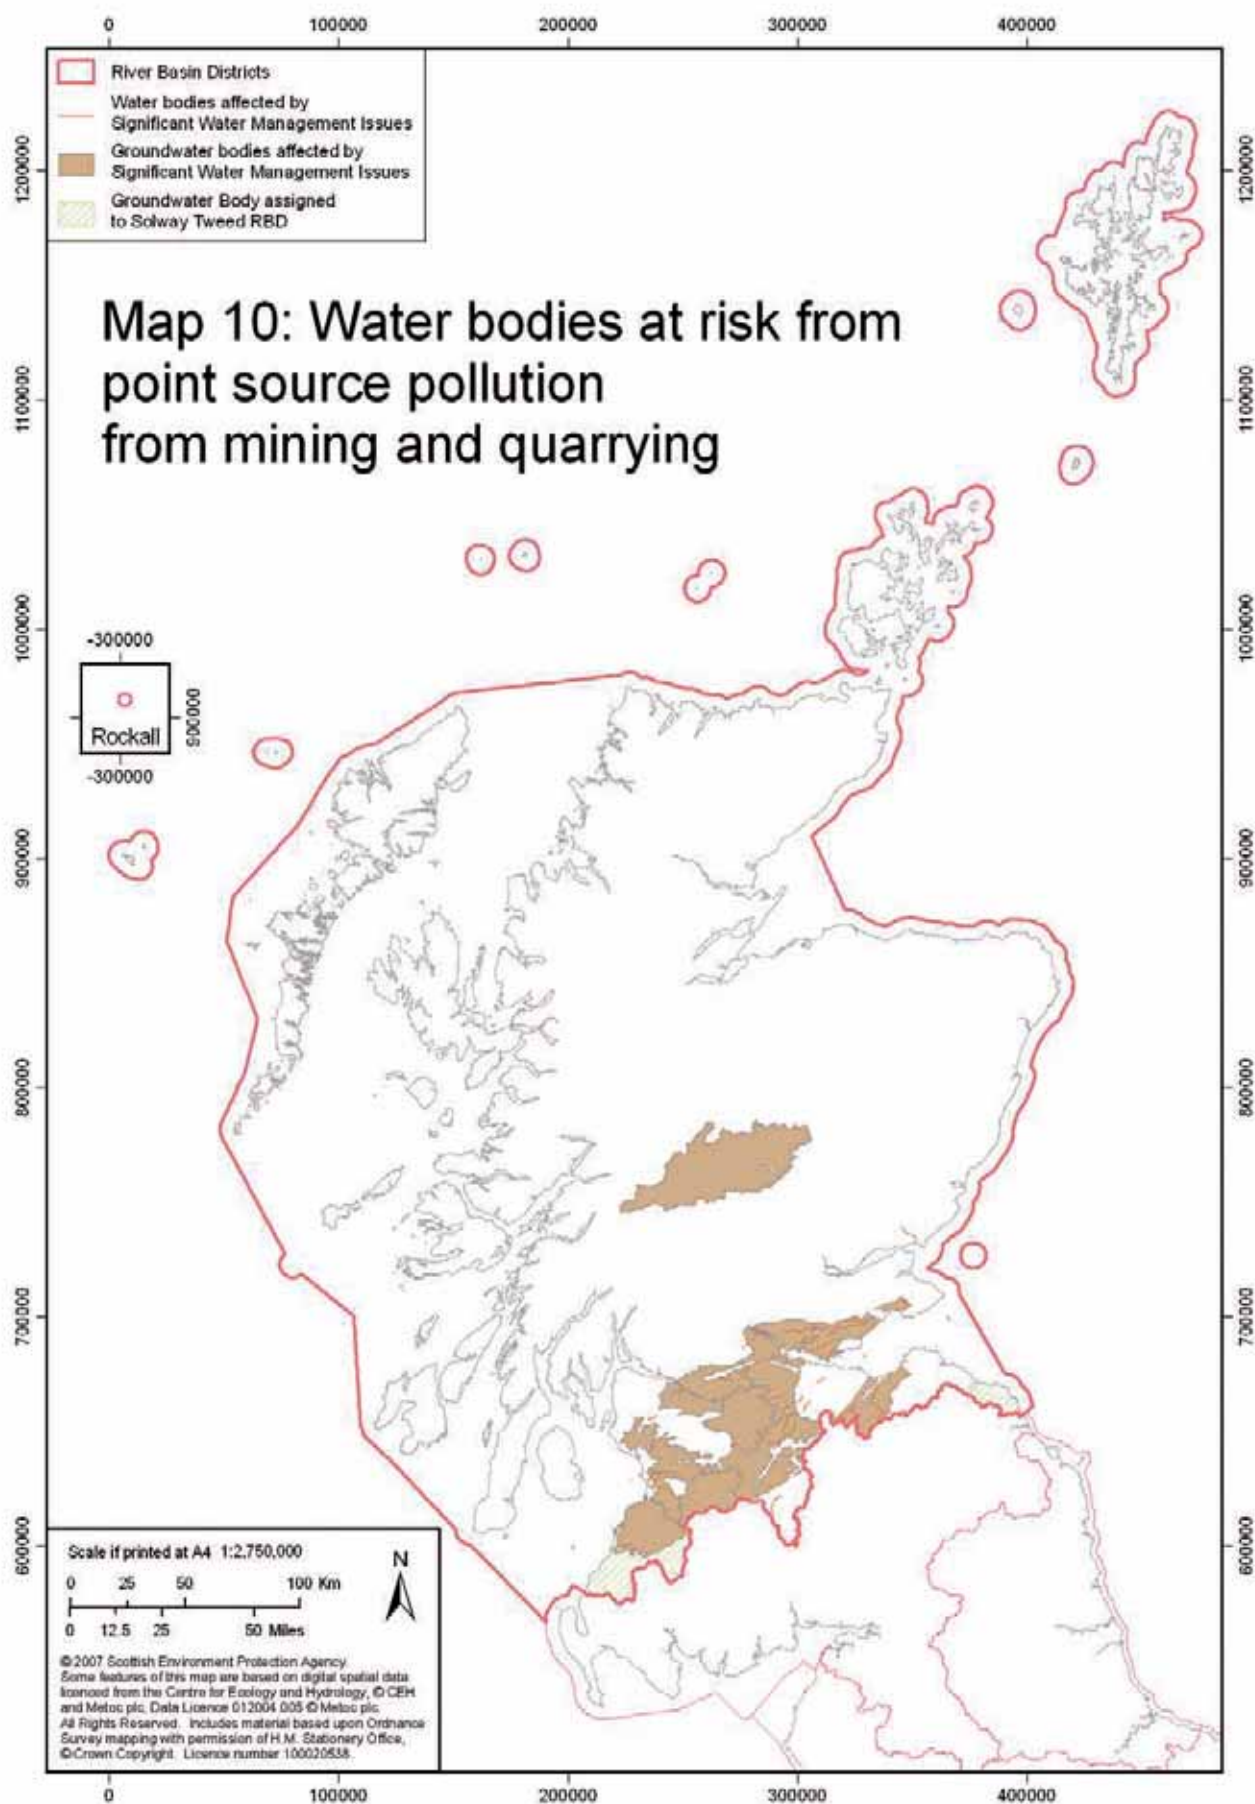 0 100000 200000 300000 400000
River Basin Districts
Water bodies affected by
Significant Water Management Issues
Groundwater bodies affected by
Significant Water Management Issues
Groundwater Body assigned
to Solway Tweed RBD
Map 10: Water bodies at risk from
point source pollution
from mining and quarrying
1200000 1200000
1100000 1100000
1000000 1000000
-300000
900000
Rockall
-300000
900000 900000
800000 800000
700000 700000
600000 600000
Scale if printed at A4 1:2,750,000
N
0 25 50 100 Km
0 12.5 25 50 Miles
©2007 Scottish Environment Protection Agency.
Some features of this map are based on digital spatial data
licenced from the Centre for Ecology and Hydrology, © CEH
and Metoc plc. Data Licence 012004.005 © Metoc plc.
All Rights Reserved. Includes material based upon Ordnance
Survey mapping with permission of H.M. Stationery Office,
©Crown Copyright. Licence number 100020538.
0 100000 200000 300000 400000